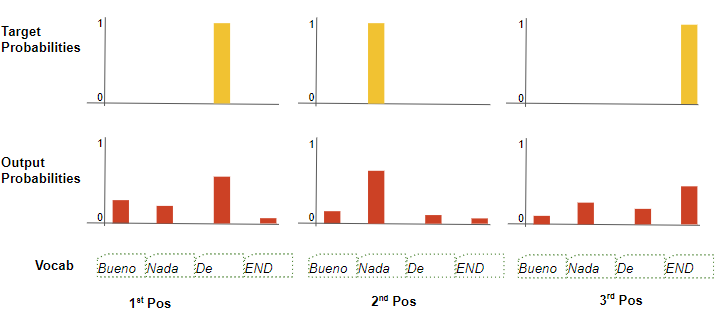 Target Probabilities
1
0
1
0
1
0
Output Probabilities
1
0
1
0
1
0
Vocab
Bueno Nada De END
Bueno Nada De END
Bueno Nada De END
1st Pos
2nd Pos
3rd Pos